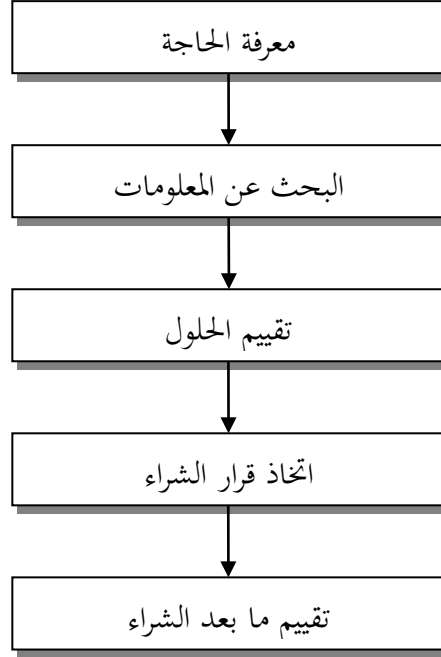 معرفة الحاجة
البحث عن المعلومات
تقييم الحلول
اتخاذ قرار الشراء
تقييم ما بعد الشراء